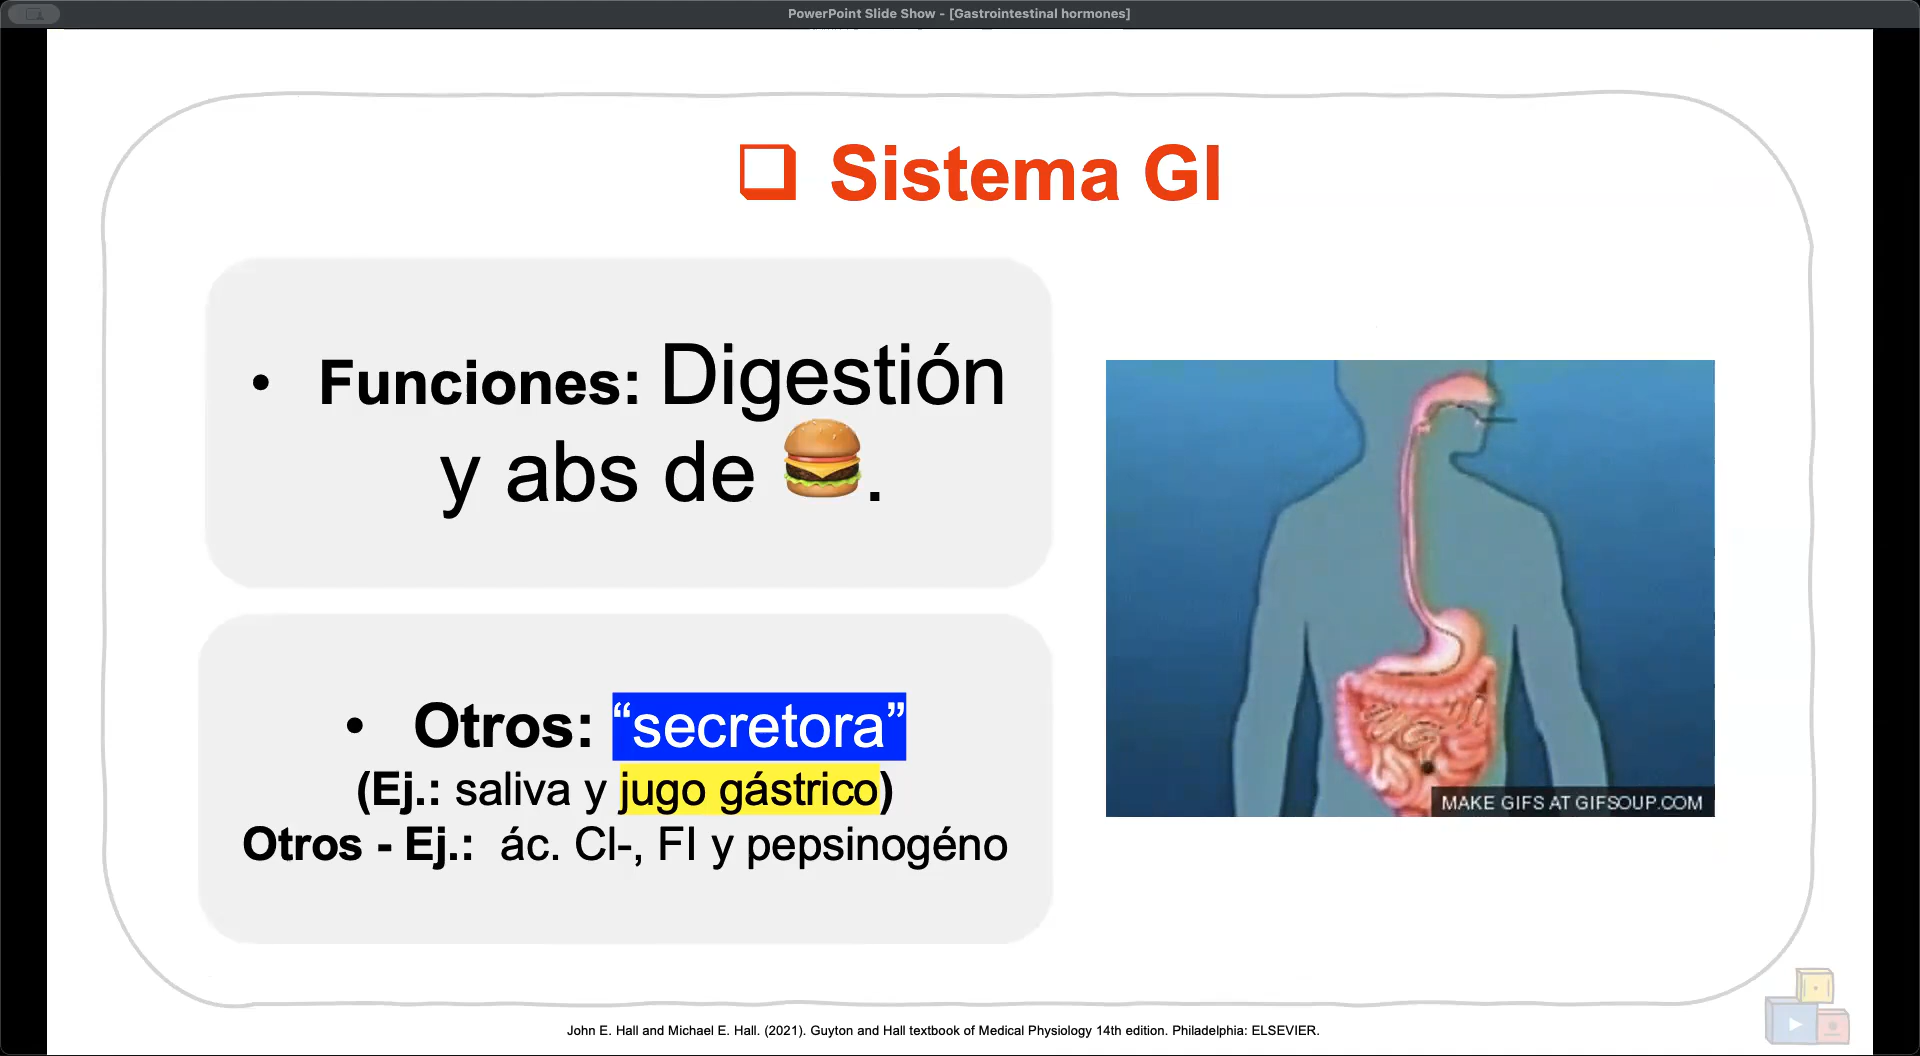 PowerPoint Slide Show - [Gastrointestinal hormones]
❑ Sistema GI
• Funciones: Digestión
y abs de 🍔.
• Otros: “secretora”
(Ej.: saliva y jugo gástrico)
Otros - Ej.: ác. Cl-, FI y pepsinogéno
MAKE GIFS AT GIFSOUP.COM
John E. Hall and Michael E. Hall. (2021). Guyton and Hall textbook of Medical Physiology 14th edition. Philadelphia: ELSEVIER.